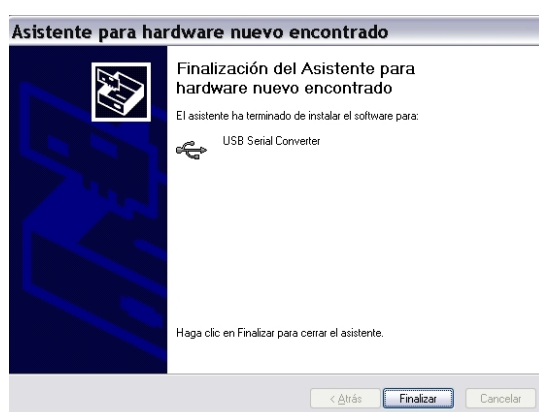 Asistente para hardware nuevo encontrado
Finalización del Asistente para
hardware nuevo encontrado
El asistente ha terminado de instalar el software para:
USB Serial Converter
Haga clic en Finalizar para cerrar el asistente.
< Atrás
Finalizar
Cancelar